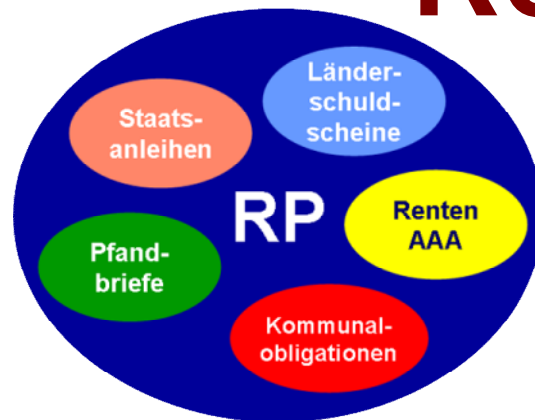 Länder-
schuld-
scheine
Staats-
anleihen
RP
Renten
AAA
Pfand-
briefe
Kommunal-
obligationen